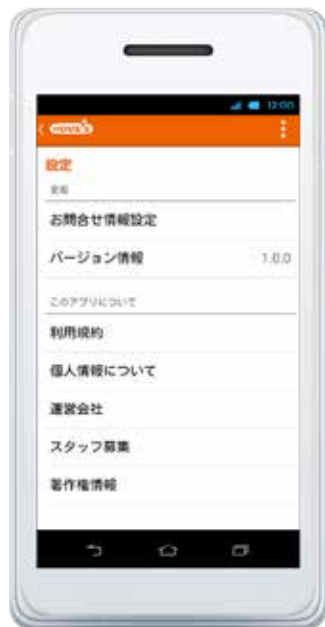 12:00
HOME'S
設定
登録
お問合せ情報設定
バージョン情報 1.0.0
このアプリについて
利用規約
個人情報について
運営会社
スタッフ募集
著作権情報